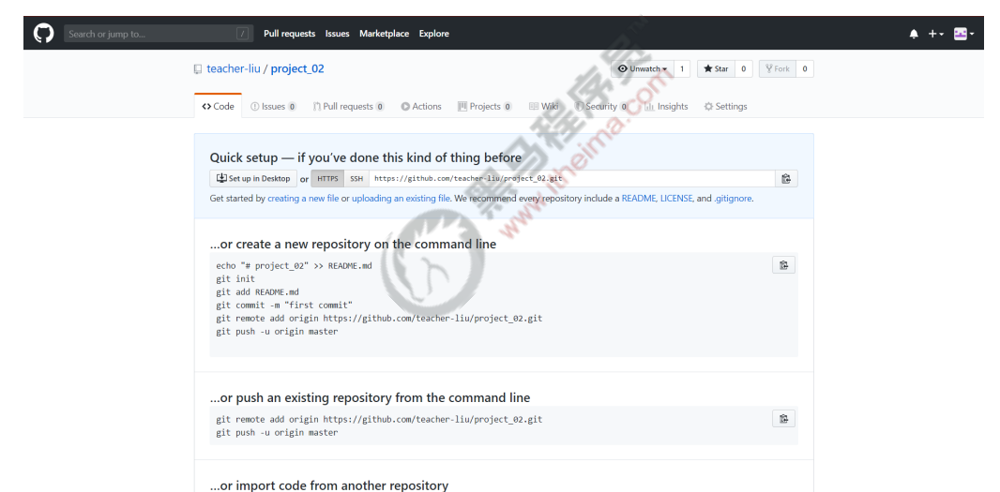 Search or jump to... /
Pull requests Issues Marketplace Explore
teacher-liu / project_02
Unwatch 1 Star 0 Fork 0
Code Issues 0 Pull requests 0 Actions Projects 0 Wiki Security 0 Insights Settings
Quick setup — if you’ve done this kind of thing before
Set up in Desktop or HTTPS SSH https://github.com/teacher-liu/project_02.git
Get started by creating a new file or uploading an existing file. We recommend every repository include a README, LICENSE, and .gitignore.
…or create a new repository on the command line
echo "# project_02" >> README.md
git init
git add README.md
git commit -m "first commit"
git remote add origin https://github.com/teacher-liu/project_02.git
git push -u origin master
…or push an existing repository from the command line
git remote add origin https://github.com/teacher-liu/project_02.git
git push -u origin master
…or import code from another repository
黑马程序员™
www.itheima.com